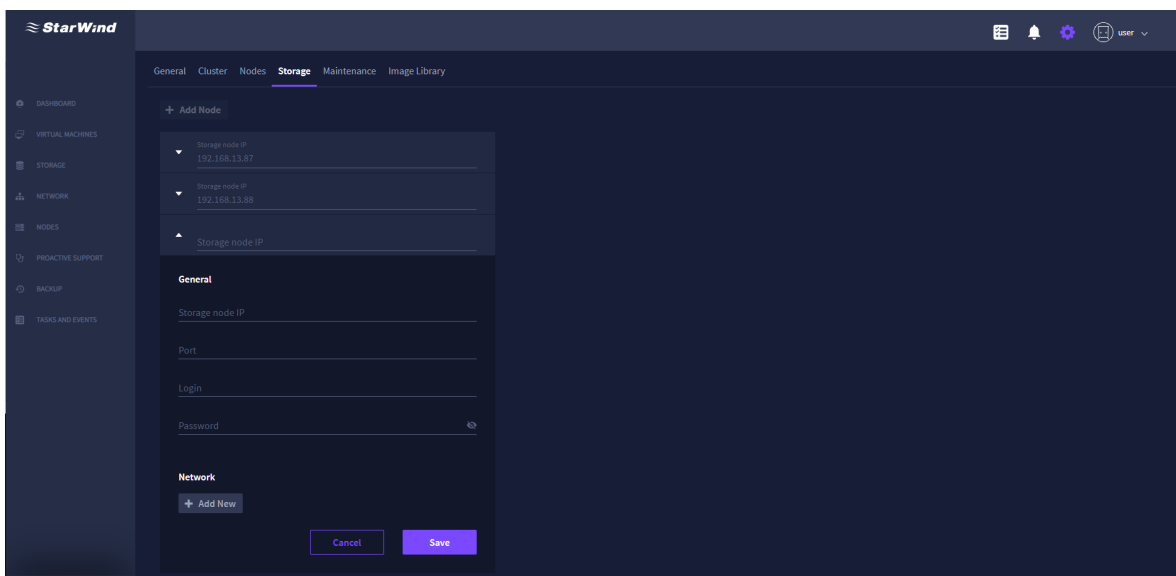 StarWind
user
General Cluster Nodes Storage Maintenance Image Library
+ Add Node
DASHBOARD
VIRTUAL MACHINES
STORAGE
NETWORK
NODES
PROACTIVE SUPPORT
BACKUP
TASKS AND EVENTS
Storage node IP
192.168.13.87
Storage node IP
192.168.13.88
Storage node IP
General
Storage node IP
Port
Login
Password
Network
+ Add New
Cancel Save